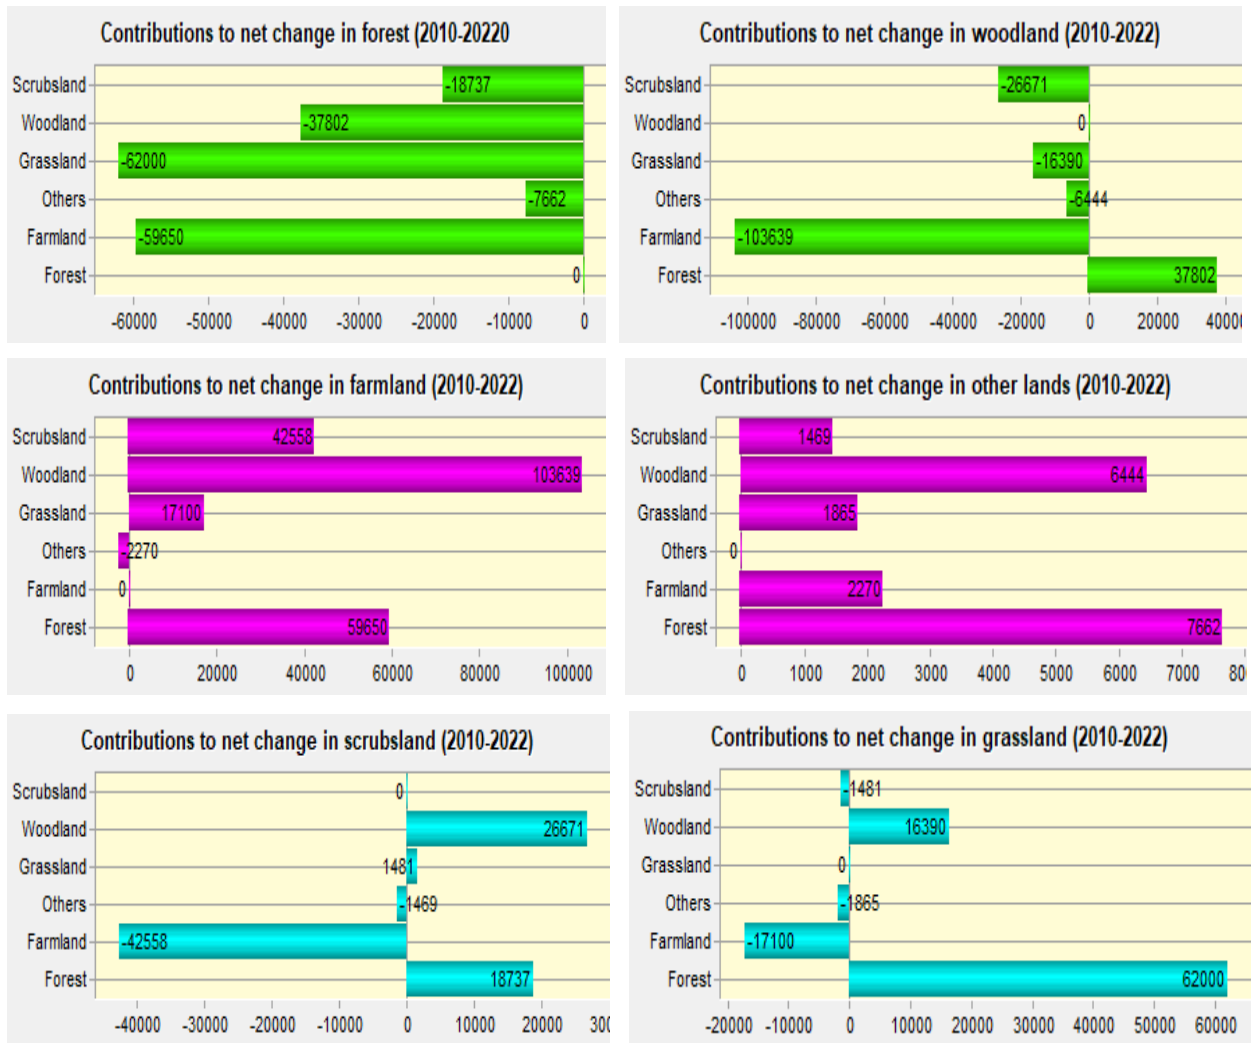 Contributions to net change in forest (2010-20220
Scrubsland
-18737
Woodland
-37802
Grassland
-62000
Others
-7662
Farmland
-59650
Forest
0
-60000 -50000 -40000 -30000 -20000 -10000 0
Contributions to net change in woodland (2010-2022)
Scrubsland
-26671
Woodland
0
Grassland
-16390
Others
-6444
Farmland
-103639
Forest
37802
-100000 -80000 -60000 -40000 -20000 0 20000 40000
Contributions to net change in farmland (2010-2022)
Scrubsland
42558
Woodland
103639
Grassland
17100
Others
-2270
Farmland
0
Forest
59650
0 20000 40000 60000 80000 100000
Contributions to net change in other lands (2010-2022)
Scrubsland
1469
Woodland
6444
Grassland
1865
Others
0
Farmland
2270
Forest
7662
0 1000 2000 3000 4000 5000 6000 7000 80
Contributions to net change in scrubsland (2010-2022)
Scrubsland
0
Woodland
26671
Grassland
1481
Others
-1469
Farmland
-42558
Forest
18737
-40000 -30000 -20000 -10000 0 10000 20000 300
Contributions to net change in grassland (2010-2022)
Scrubsland
-1481
Woodland
16390
Grassland
0
Others
-1865
Farmland
-17100
Forest
62000
-20000 -10000 0 10000 20000 30000 40000 50000 60000